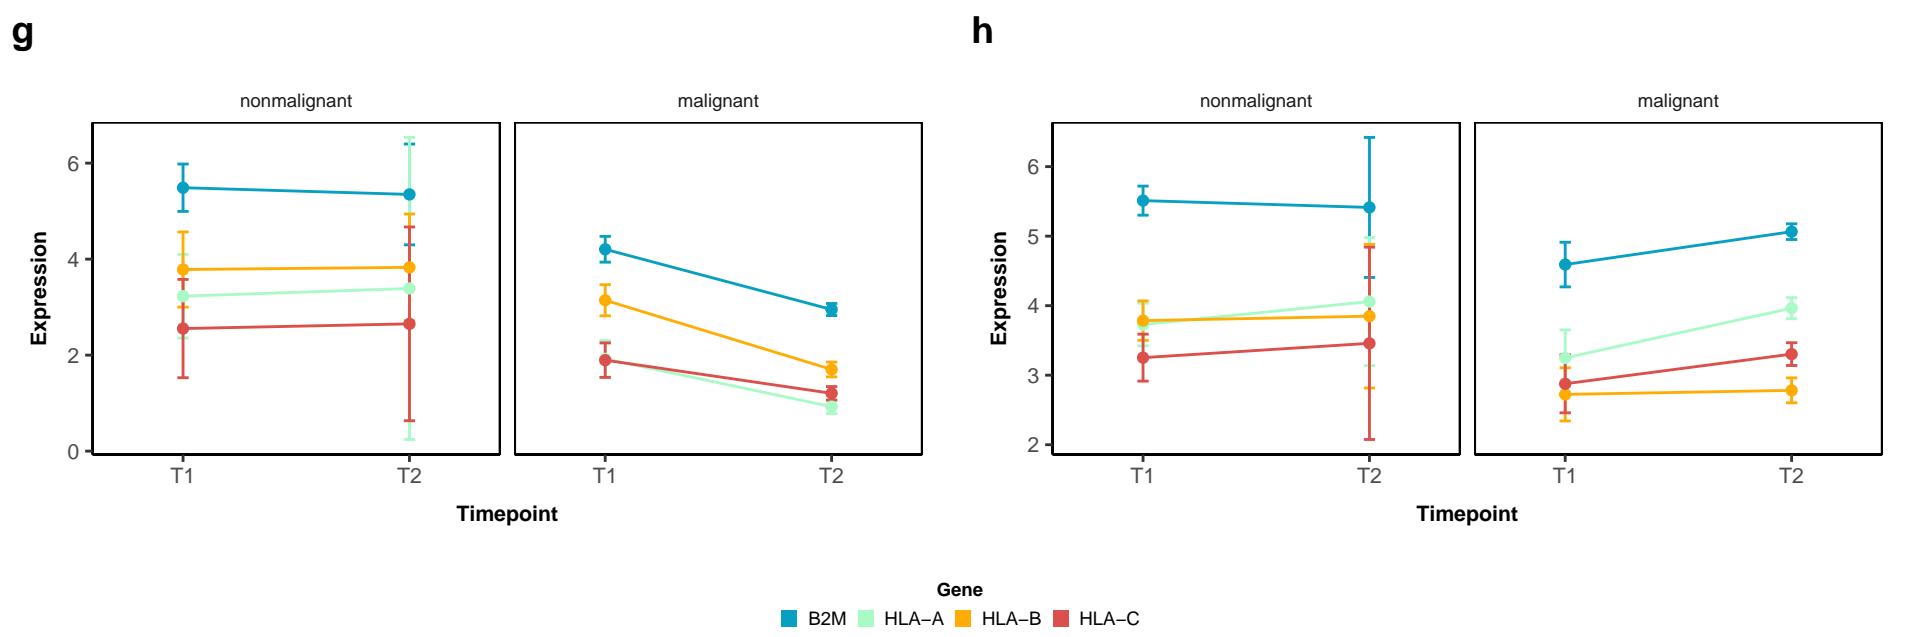 g
h
nonmalignant
malignant
nonmalignant
malignant
Expression
6
4
2
0
T1
T2
T1
T2
Timepoint
Expression
6
5
4
3
2
T1
T2
T1
T2
Timepoint
Gene
B2M HLA−A HLA−B HLA−C